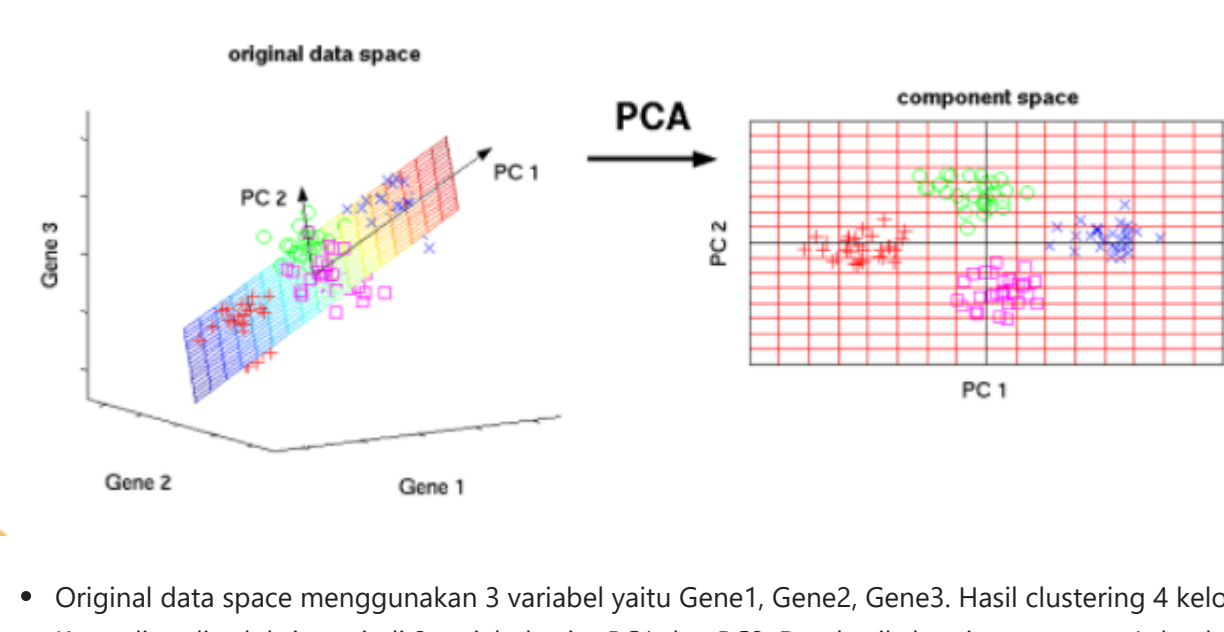 original data space
PCA
component space
PC 1
PC 2
Gene 3
PC 2
PC 1
Gene 2
Gene 1
• Original data space menggunakan 3 variabel yaitu Gene1, Gene2, Gene3. Hasil clustering 4